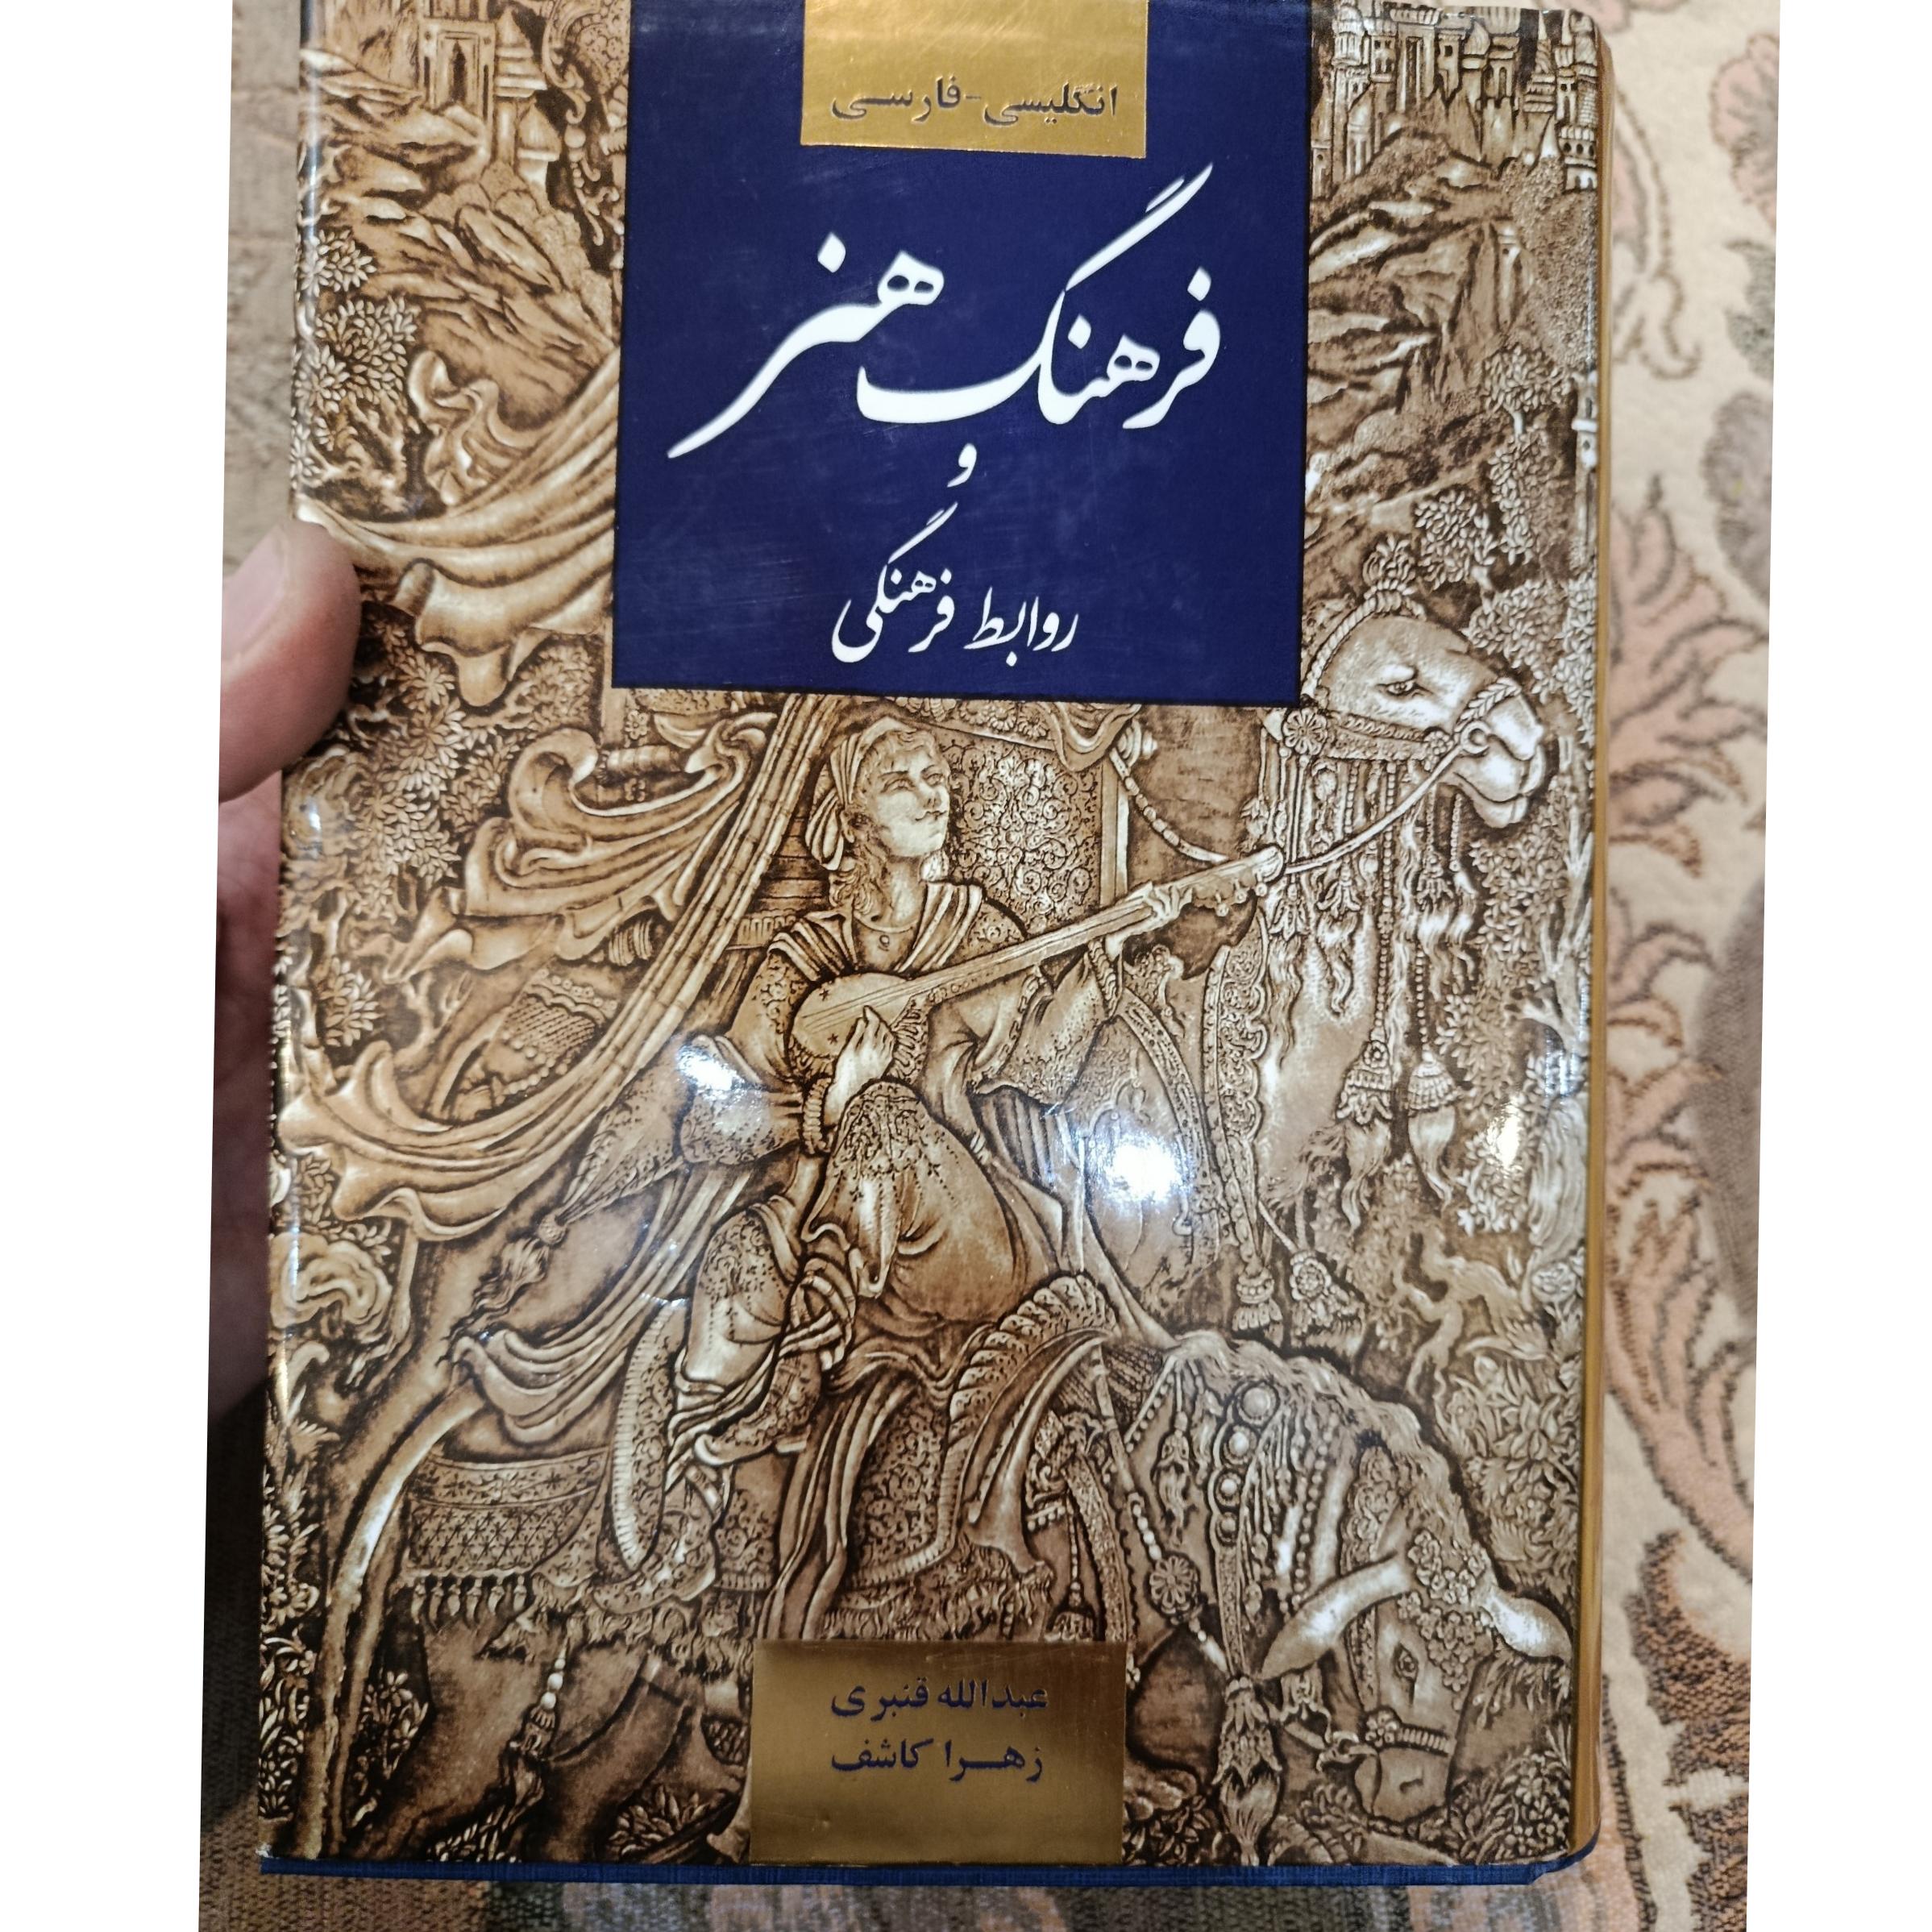 انگلیسی-فارسی
فرهنگ هنر
و
روابط فرهنگی
عبدالله قنبری
زهرا کاشف